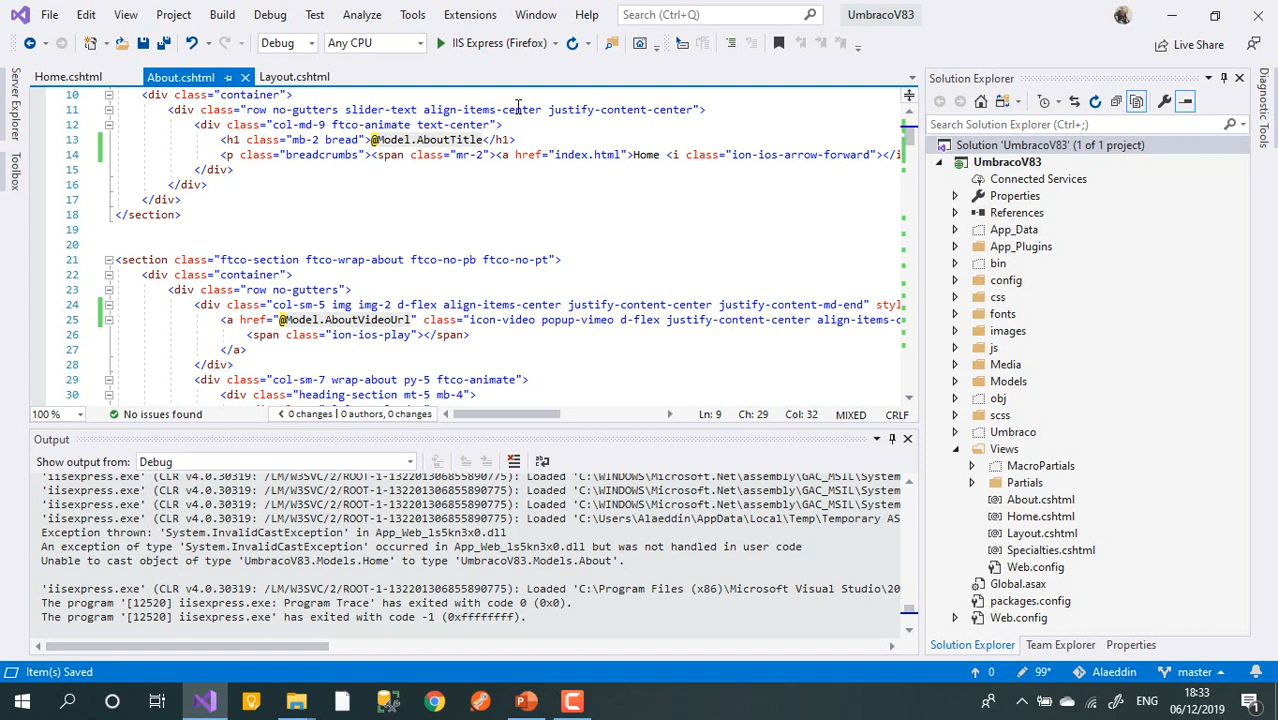 File Edit View Project Build Debug Test Analyze Tools Extensions Window Help Search (Ctrl+Q) UmbracoV83
Debug Any CPU IIS Express (Firefox) Live Share
Server Explorer
Toolbox
Home.cshtml About.cshtml Layout.cshtml
10 <div class="container">
11 <div class="row no-gutters slider-text align-items-center justify-content-center">
12 <div class="col-md-9 ftco-animate text-center">
13 <h1 class="mb-2 bread">@Model.AboutTitle</h1>
14 <p class="breadcrumbs"><span class="mr-2"><a href="index.html">Home <i class="ion-ios-arrow-forward"></i
15 </div>
16 </div>
17 </div>
18 </section>
19
20
21 <section class="ftco-section ftco-wrap-about ftco-no-pb ftco-no-pt">
22 <div class="container">
23 <div class="row no-gutters">
24 <div class="col-sm-5 img img-2 d-flex align-items-center justify-content-center justify-content-md-end" styl
25 <a href="@Model.AboutVideoUrl" class="icon-video popup-vimeo d-flex justify-content-center align-items-c
26 <span class="ion-ios-play"></span>
27 </a>
28 </div>
29 <div class="col-sm-7 wrap-about py-5 ftco-animate">
30 <div class="heading-section mt-5 mb-4">
100 % No issues found 0 changes | 0 authors, 0 changes Ln: 9 Ch: 29 Col: 32 MIXED CRLF
Output
Show output from: Debug
'iisexpress.exe' (CLR v4.0.30319: /LM/W3SVC/2/ROOT-1-132201306855890775): Loaded 'C:\WINDOWS\Microsoft.Net\assembly\GAC_MSIL\System
'iisexpress.exe' (CLR v4.0.30319: /LM/W3SVC/2/ROOT-1-132201306855890775): Loaded 'C:\WINDOWS\Microsoft.Net\assembly\GAC_MSIL\System
'iisexpress.exe' (CLR v4.0.30319: /LM/W3SVC/2/ROOT-1-132201306855890775): Loaded 'C:\WINDOWS\Microsoft.Net\assembly\GAC_MSIL\System
'iisexpress.exe' (CLR v4.0.30319: /LM/W3SVC/2/ROOT-1-132201306855890775): Loaded 'C:\Users\Alaeddin\AppData\Local\Temp\Temporary AS
Exception thrown: 'System.InvalidCastException' in App_Web_ls5kn3x0.dll
An exception of type 'System.InvalidCastException' occurred in App_Web_ls5kn3x0.dll but was not handled in user code
Unable to cast object of type 'UmbracoV83.Models.Home' to type 'UmbracoV83.Models.About'.
'iisexpress.exe' (CLR v4.0.30319: /LM/W3SVC/2/ROOT-1-132201306855890775): Loaded 'C:\Program Files (x86)\Microsoft Visual Studio\20
The program '[12520] iisexpress.exe: Program Trace' has exited with code 0 (0x0).
The program '[12520] iisexpress.exe' has exited with code -1 (0xffffffff).
Solution Explorer
Search Solution Explorer (Ctrl+;)
Solution 'UmbracoV83' (1 of 1 project)
UmbracoV83
Connected Services
Properties
References
App_Data
App_Plugins
bin
config
css
fonts
images
js
Media
Models
obj
scss
Umbraco
Views
MacroPartials
Partials
About.cshtml
Home.cshtml
Layout.cshtml
Specialties.cshtml
Web.config
Global.asax
packages.config
Web.config
Solution Explorer Team Explorer Properties
Diagnostic Tools
Item(s) Saved 0 99* Alaeddin master
ENG 18:33
06/12/2019
1